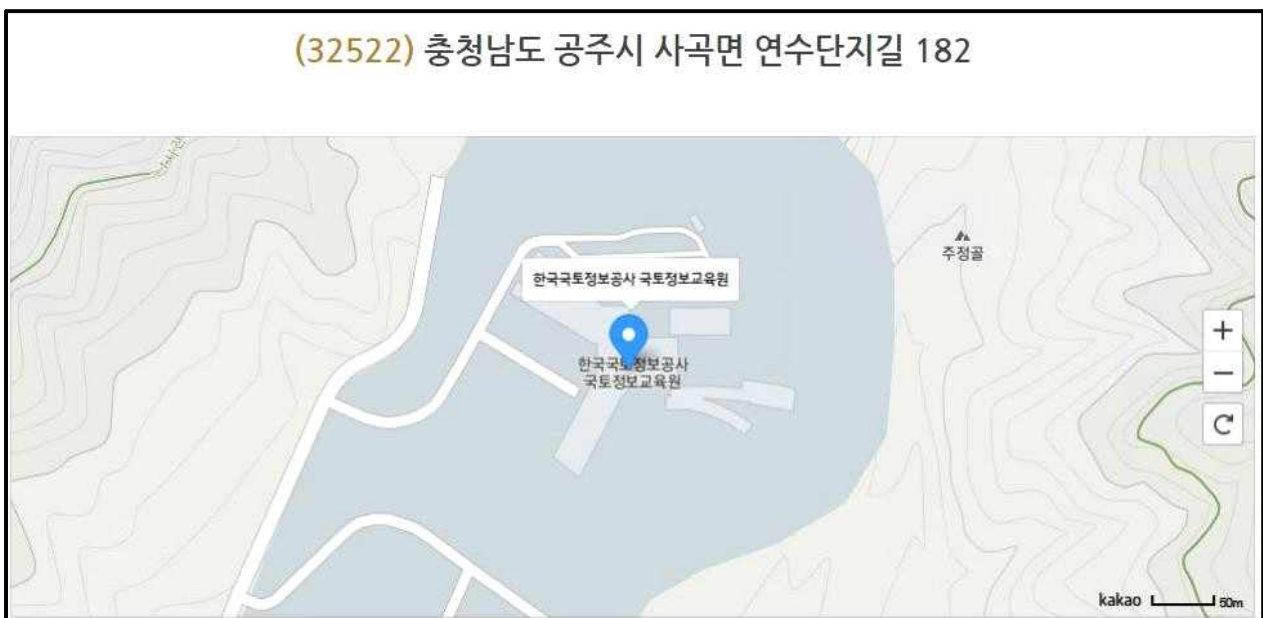 (32522) 충청남도 공주시 사곡면 연수단지길 182
주정골
한국국토정보공사 국토정보교육원
한국국토정보공사
국토정보교육원
+
−
kakao 50m